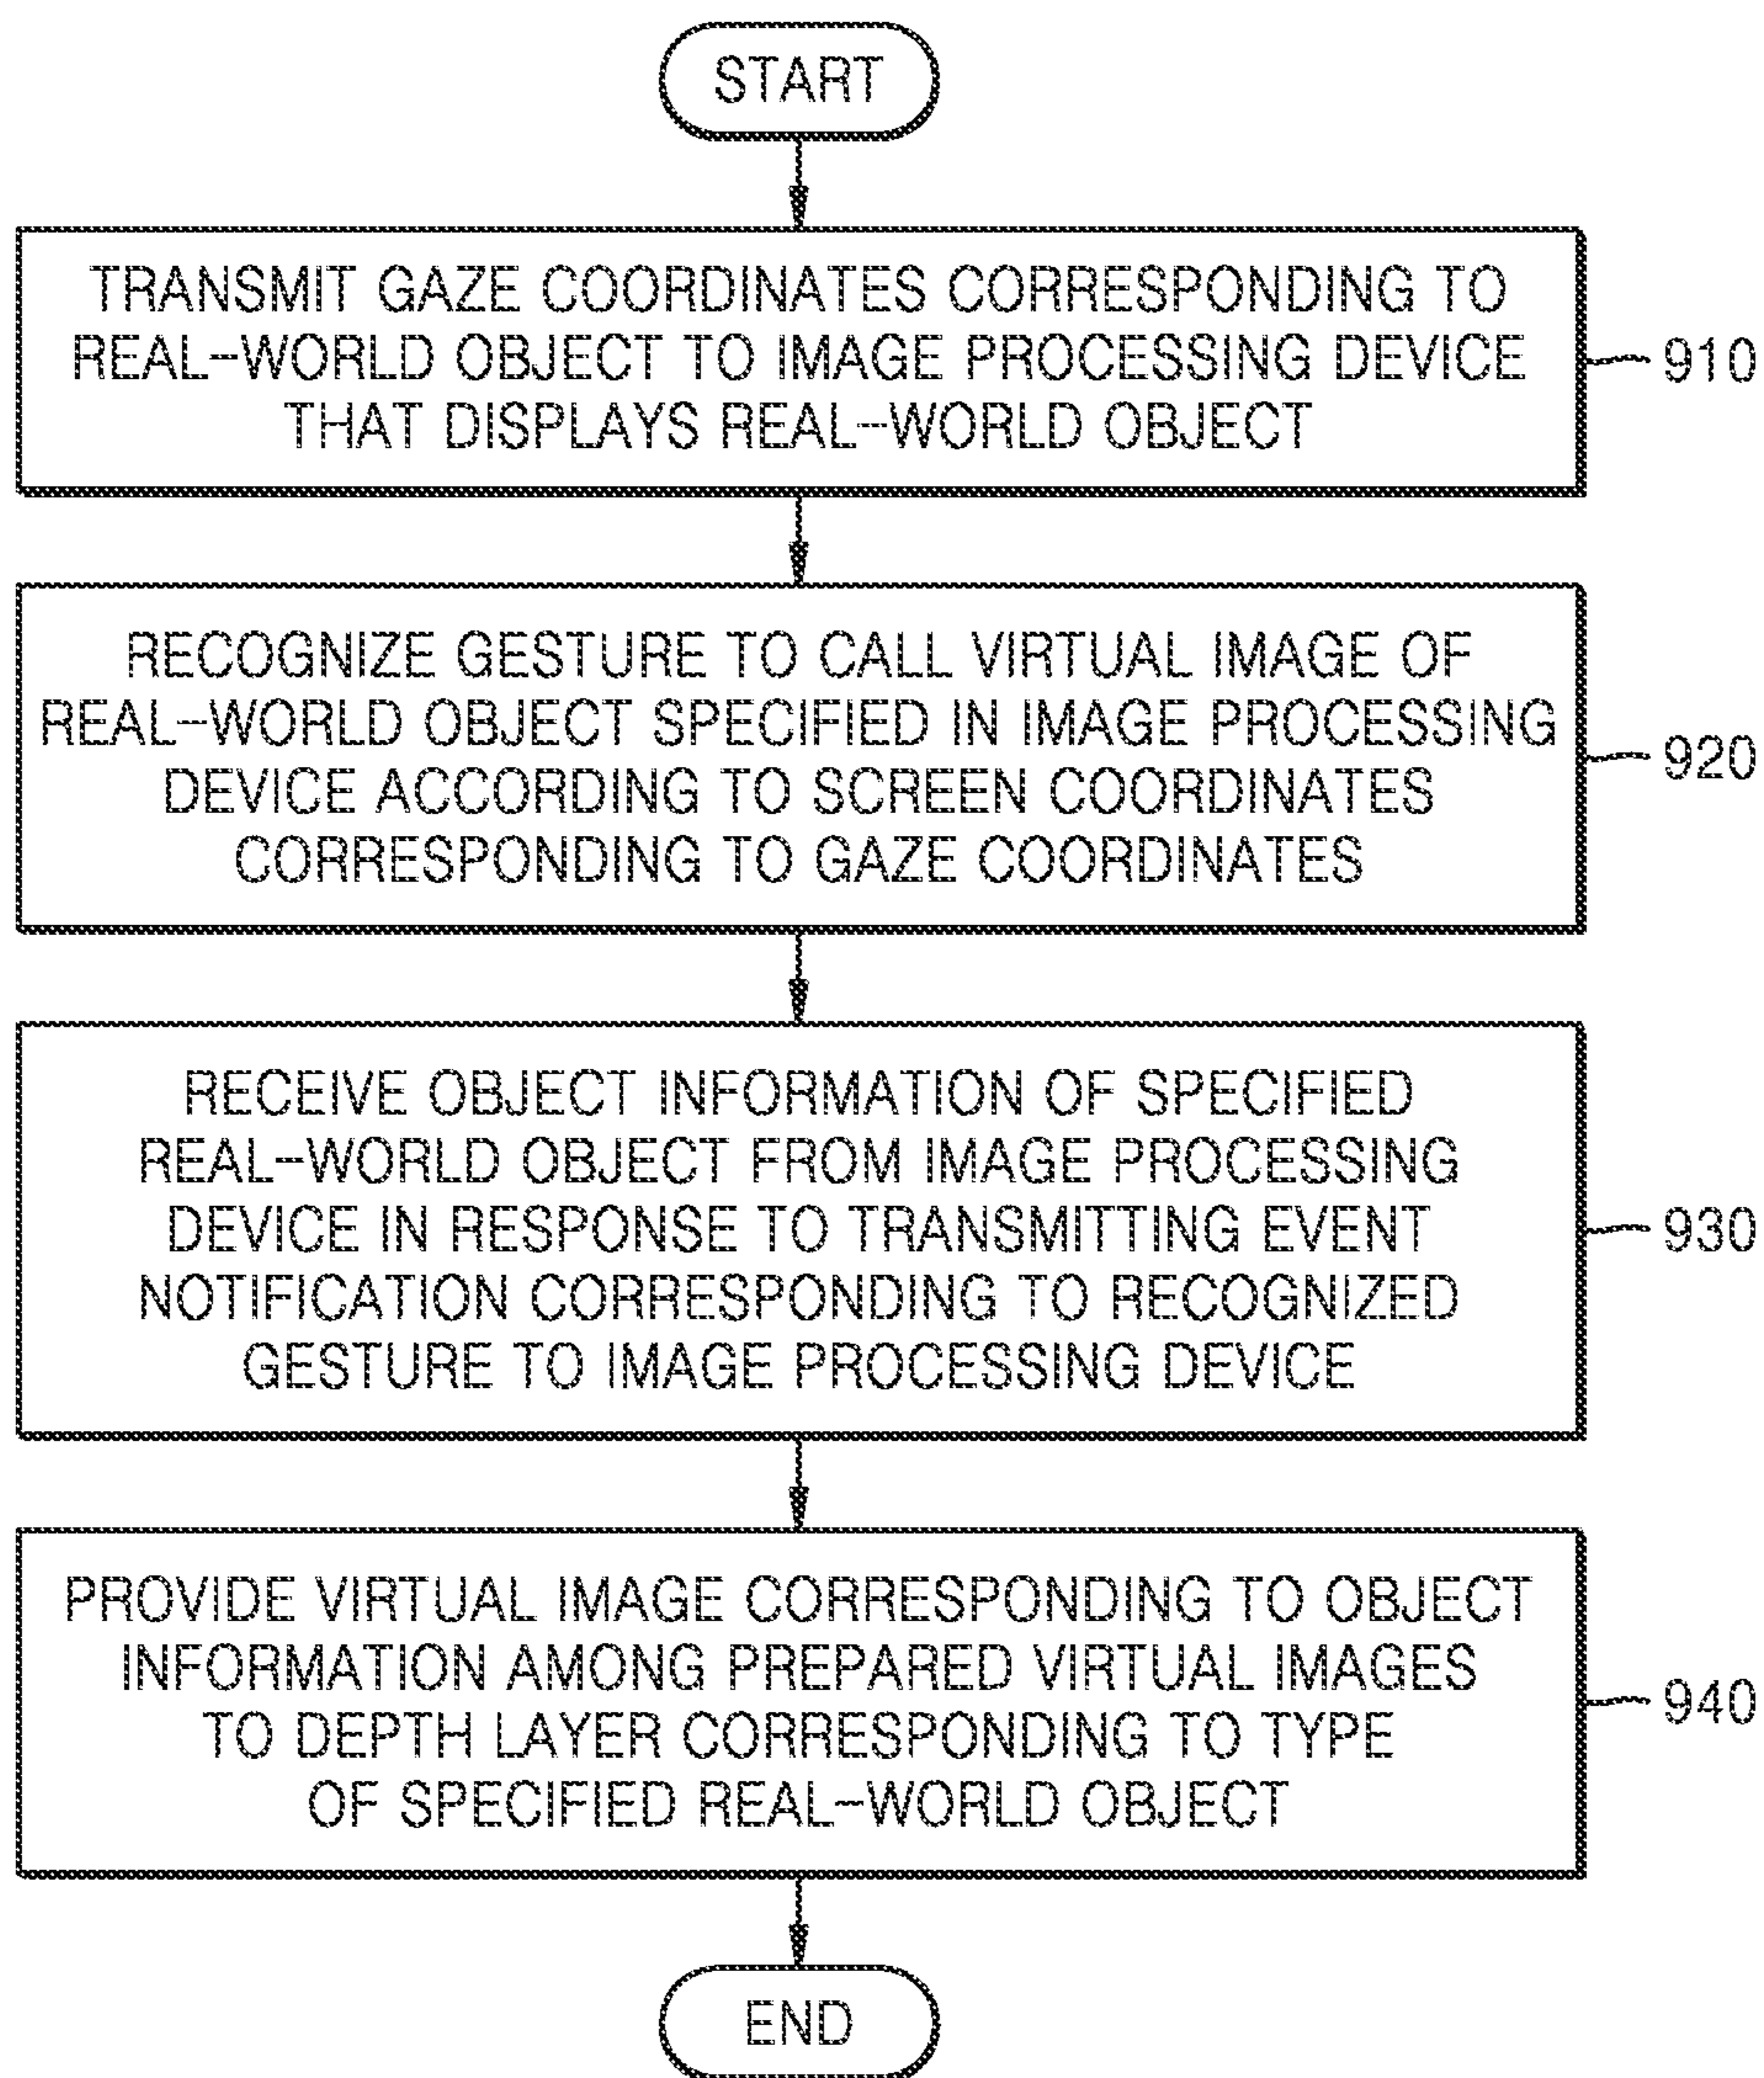 START
TRANSMIT GAZE COORDINATES CORRESPONDING TO
REAL-WORLD OBJECT TO IMAGE PROCESSING DEVICE
THAT DISPLAYS REAL-WORLD OBJECT
910
RECOGNIZE GESTURE TO CALL VIRTUAL IMAGE OF
REAL-WORLD OBJECT SPECIFIED IN IMAGE PROCESSING
DEVICE ACCORDING TO SCREEN COORDINATES
CORRESPONDING TO GAZE COORDINATES
920
RECEIVE OBJECT INFORMATION OF SPECIFIED
REAL-WORLD OBJECT FROM IMAGE PROCESSING
DEVICE IN RESPONSE TO TRANSMITTING EVENT
NOTIFICATION CORRESPONDING TO RECOGNIZED
GESTURE TO IMAGE PROCESSING DEVICE
930
PROVIDE VIRTUAL IMAGE CORRESPONDING TO OBJECT
INFORMATION AMONG PREPARED VIRTUAL IMAGES
TO DEPTH LAYER CORRESPONDING TO TYPE
OF SPECIFIED REAL-WORLD OBJECT
940
END